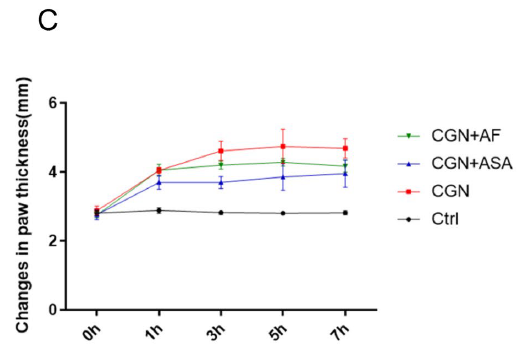 C
Changes in paw thickness(mm)
6
4
2
0
0h
1h
3h
5h
7h
CGN+AF
CGN+ASA
CGN
Ctrl